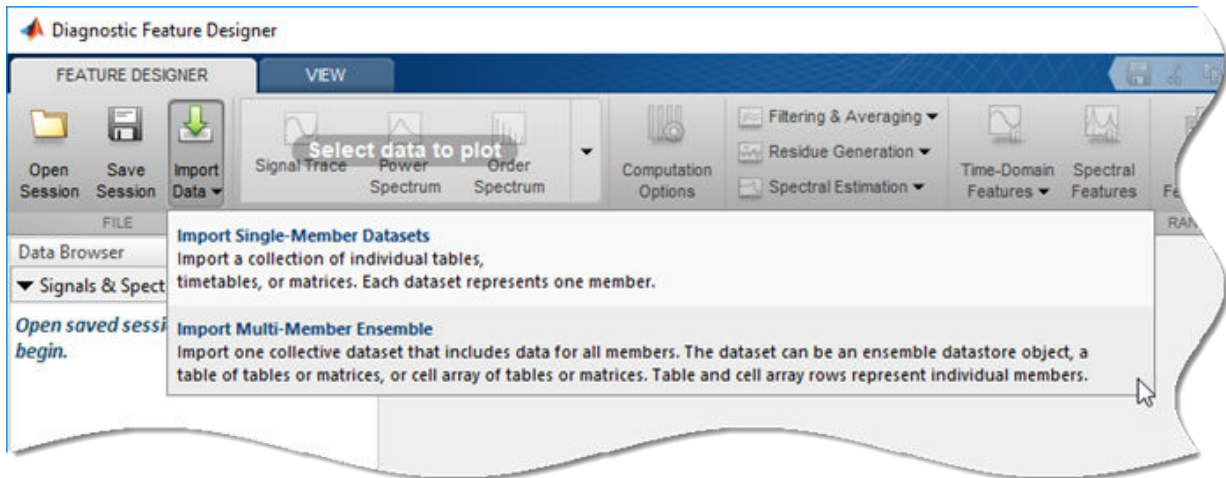 Diagnostic Feature Designer
FEATURE DESIGNER VIEW
Open Session
Save Session
Import Data
Signal Trace
Power Spectrum
Order Spectrum
Select data to plot
Computation Options
Filtering & Averaging
Residue Generation
Spectral Estimation
Time-Domain Features
Spectral Features
FILE
Data Browser
Signals & Spect
Open saved sessi
begin.
Import Single-Member Datasets
Import a collection of individual tables,
timetables, or matrices. Each dataset represents one member.
Import Multi-Member Ensemble
Import one collective dataset that includes data for all members. The dataset can be an ensemble datastore object, a
table of tables or matrices, or cell array of tables or matrices. Table and cell array rows represent individual members.